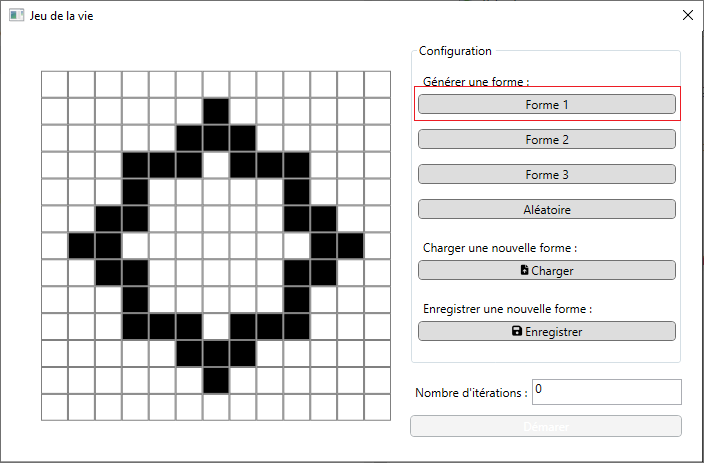 Jeu de la vie
Configuration
Générer une forme :
Forme 1
Forme 2
Forme 3
Aléatoire
Charger une nouvelle forme :
Charger
Enregistrer une nouvelle forme :
Enregistrer
Nombre d'itérations : 0
Démarer